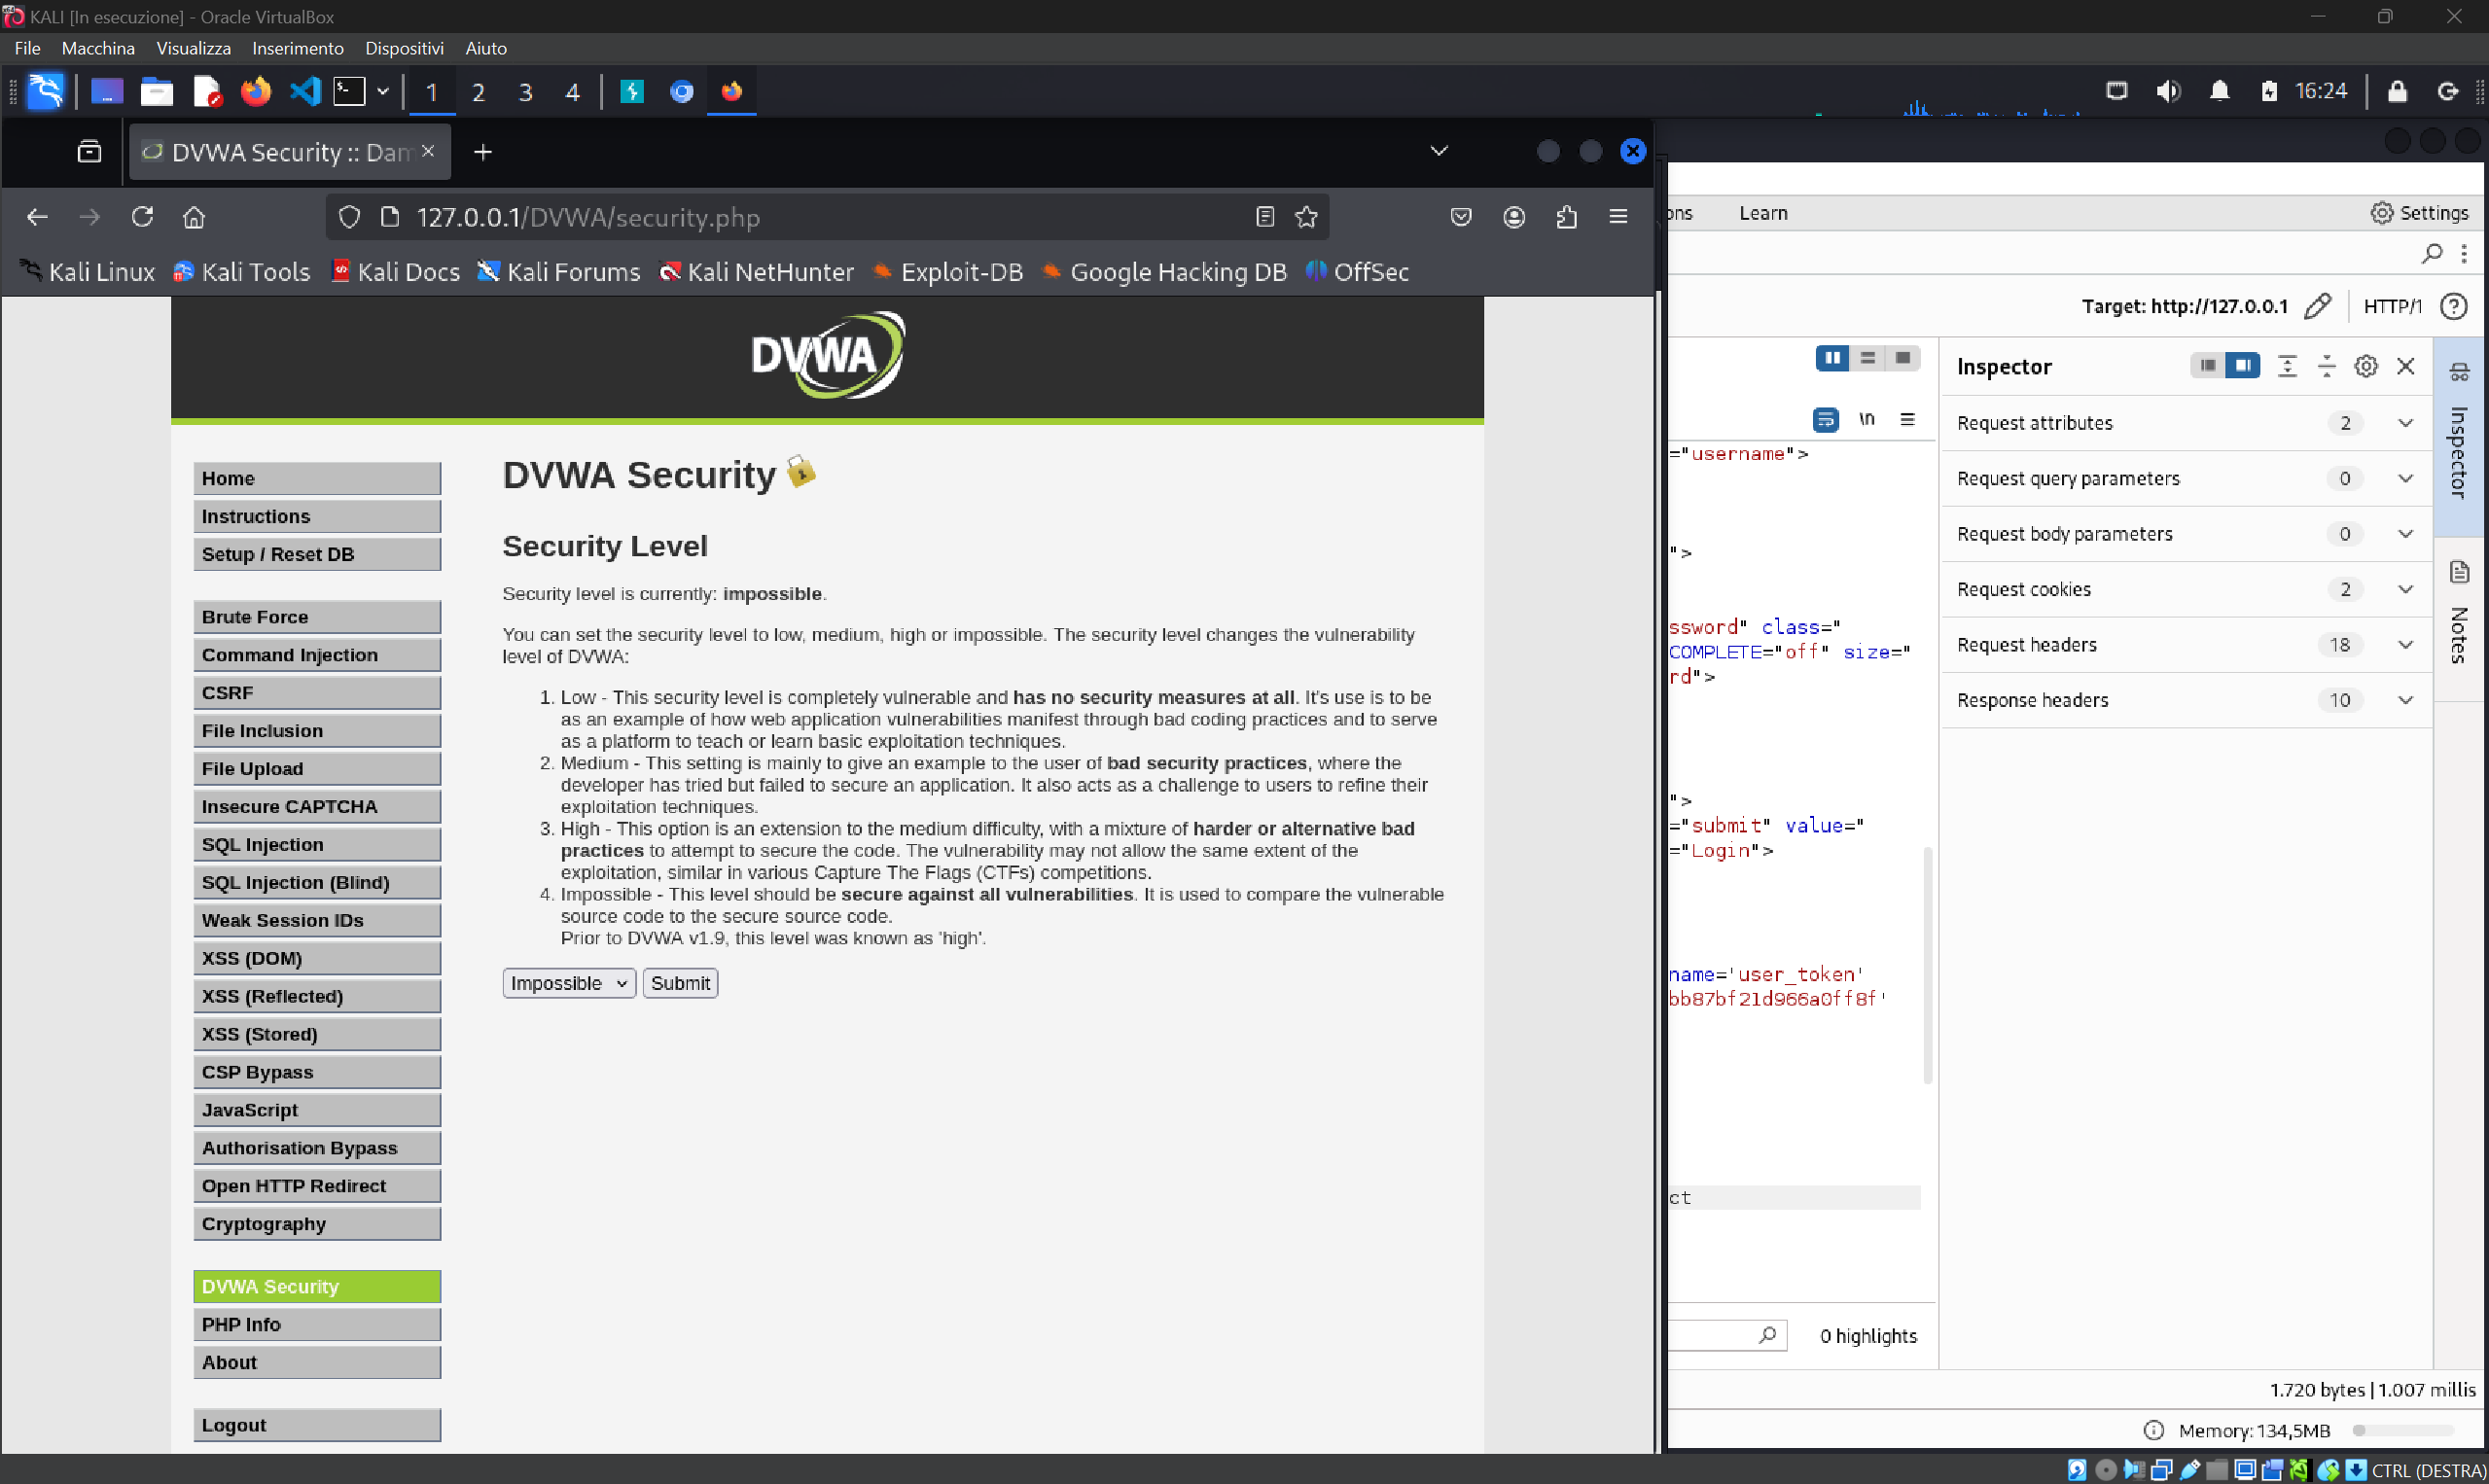 KALI [In esecuzione] - Oracle VirtualBox
File Macchina Visualizza Inserimento Dispositivi Aiuto
1 2 3 4
16:24
DVWA Security :: Dam
127.0.0.1/DVWA/security.php
Kali Linux Kali Tools Kali Docs Kali Forums Kali NetHunter Exploit-DB Google Hacking DB OffSec
DVWA
Home
Instructions
Setup / Reset DB
Brute Force
Command Injection
CSRF
File Inclusion
File Upload
Insecure CAPTCHA
SQL Injection
SQL Injection (Blind)
Weak Session IDs
XSS (DOM)
XSS (Reflected)
XSS (Stored)
CSP Bypass
JavaScript
Authorisation Bypass
Open HTTP Redirect
Cryptography
DVWA Security
PHP Info
About
Logout
DVWA Security
Security Level
Security level is currently: impossible.
You can set the security level to low, medium, high or impossible. The security level changes the vulnerability
level of DVWA:
1. Low - This security level is completely vulnerable and has no security measures at all. It's use is to be
as an example of how web application vulnerabilities manifest through bad coding practices and to serve
as a platform to teach or learn basic exploitation techniques.
2. Medium - This setting is mainly to give an example to the user of bad security practices, where the
developer has tried but failed to secure an application. It also acts as a challenge to users to refine their
exploitation techniques.
3. High - This option is an extension to the medium difficulty, with a mixture of harder or alternative bad
practices to attempt to secure the code. The vulnerability may not allow the same extent of the
exploitation, similar in various Capture The Flags (CTFs) competitions.
4. Impossible - This level should be secure against all vulnerabilities. It is used to compare the vulnerable
source code to the secure source code.
Prior to DVWA v1.9, this level was known as 'high'.
Impossible Submit
ons Learn Settings
Target: http://127.0.0.1 HTTP/1
\n
="username">
">
ssword" class="
COMPLETE="off" size="
rd">
">
="submit" value="
="Login">
name='user_token'
bb87bf21d966a0ff8f'
ct
0 highlights
Inspector
Request attributes 2
Request query parameters 0
Request body parameters 0
Request cookies 2
Request headers 18
Response headers 10
Inspector
Notes
1.720 bytes | 1.007 millis
Memory: 134,5MB
CTRL (DESTRA)